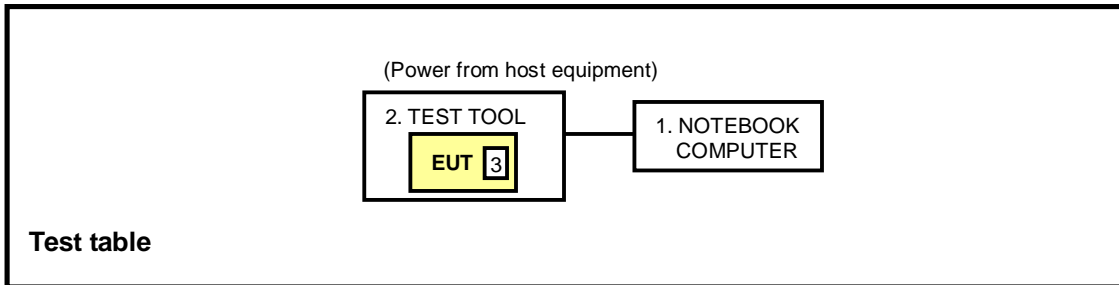 (Power from host equipment)
2. TEST TOOL
EUT 3
1. NOTEBOOK
COMPUTER
Test table